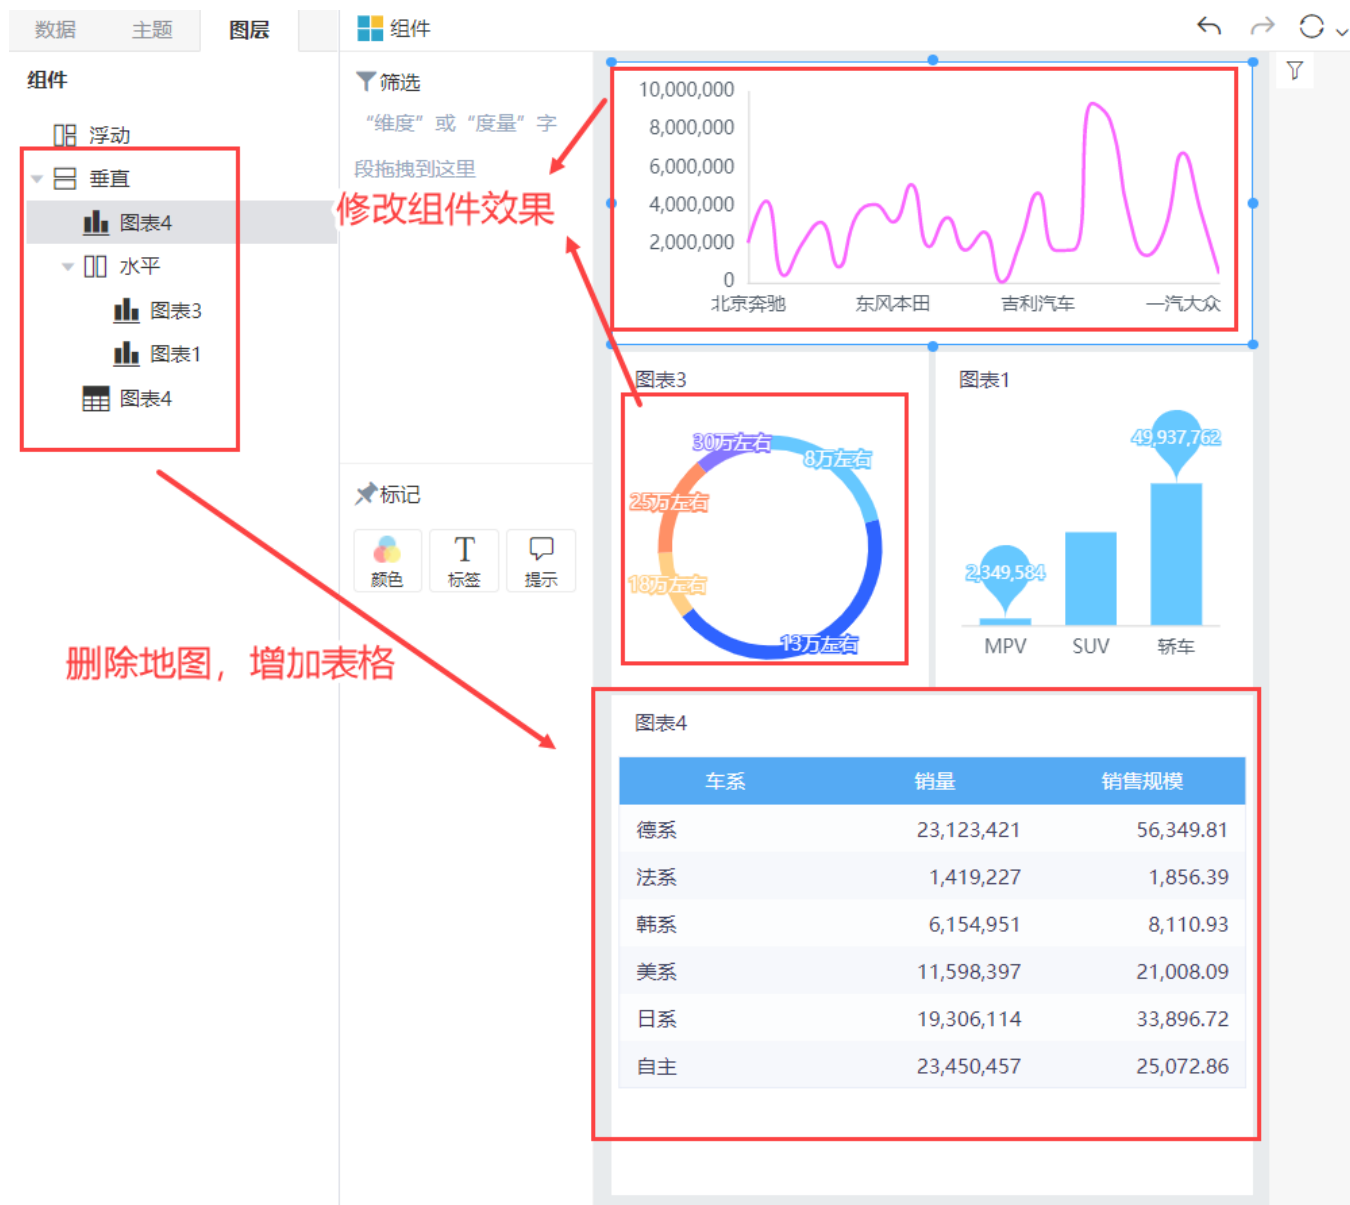 数据 主题 图层
组件
组件
浮动
垂直
图表4
水平
图表3
图表1
图表4
筛选
“维度”或“度量”字
段拖拽到这里
修改组件效果
标记
颜色 标签 提示
删除地图，增加表格
10,000,000
8,000,000
6,000,000
4,000,000
2,000,000
0
北京奔驰 东风本田 吉利汽车 一汽大众
图表3
30万左右
8万左右
25万左右
18万左右
13万左右
图表1
49,937,762
2,349,584
MPV SUV 轿车
图表4
车系 销量 销售规模
德系 23,123,421 56,349.81
法系 1,419,227 1,856.39
韩系 6,154,951 8,110.93
美系 11,598,397 21,008.09
日系 19,306,114 33,896.72
自主 23,450,457 25,072.86